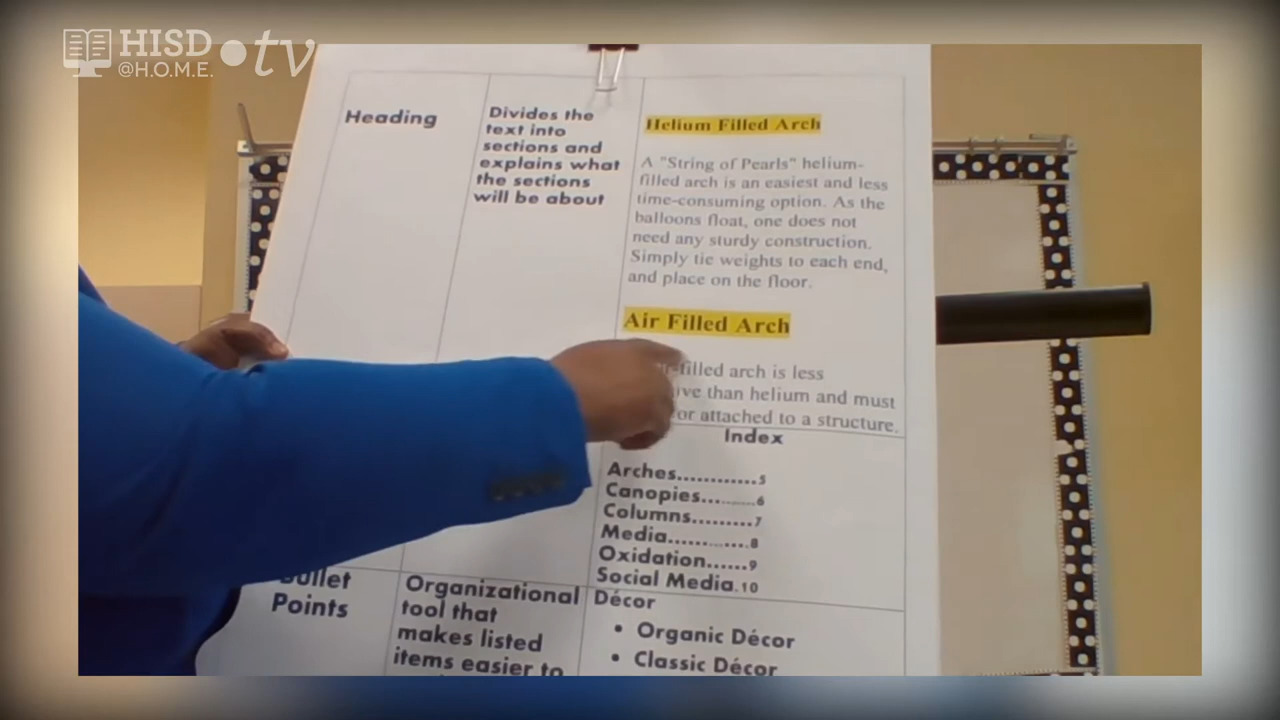 HISD
@H.O.M.E.
tv
Heading
Divides the
text into
sections and
explains what
the sections
will be about
Helium Filled Arch
A "String of Pearls" helium-
filled arch is an easiest and less
time-consuming option. As the
balloons float, one does not
need any sturdy construction.
Simply tie weights to each end,
and place on the floor.
Air Filled Arch
filled arch is less
than helium and must
or attached to a structure.
Index
Arches............5
Canopies..........6
Columns.........7
Media............8
Oxidation......9
Social Media.10
Bullet
Points
Organizational
tool that
makes listed
items easier to
Décor
• Organic Décor
• Classic Décor